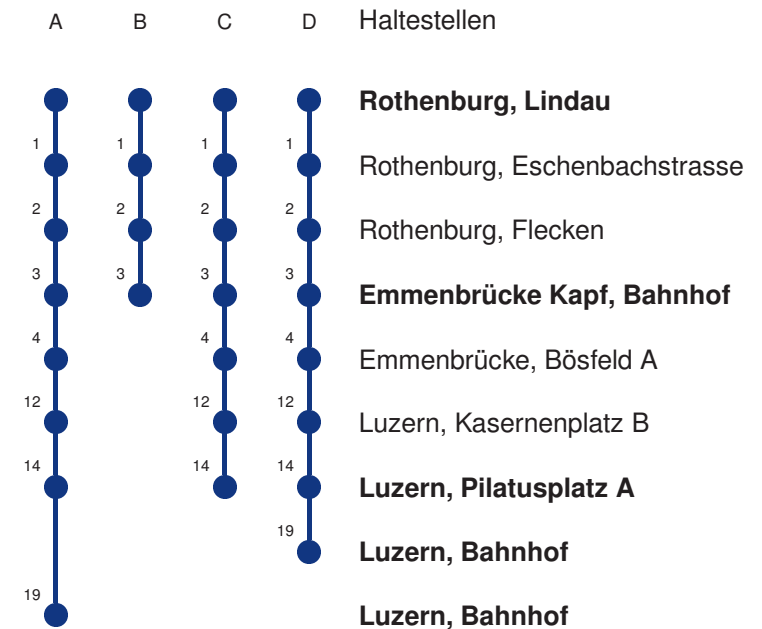 A B C D Haltestellen
Rothenburg, Lindau
1 1 1 1
Rothenburg, Eschenbachstrasse
2 2 2 2
Rothenburg, Flecken
3 3 3 3
Emmenbrücke Kapf, Bahnhof
4 4 4
Emmenbrücke, Bösfeld A
12 12 12
Luzern, Kasernenplatz B
14 14 14
Luzern, Pilatusplatz A
19
Luzern, Bahnhof
19
Luzern, Bahnhof